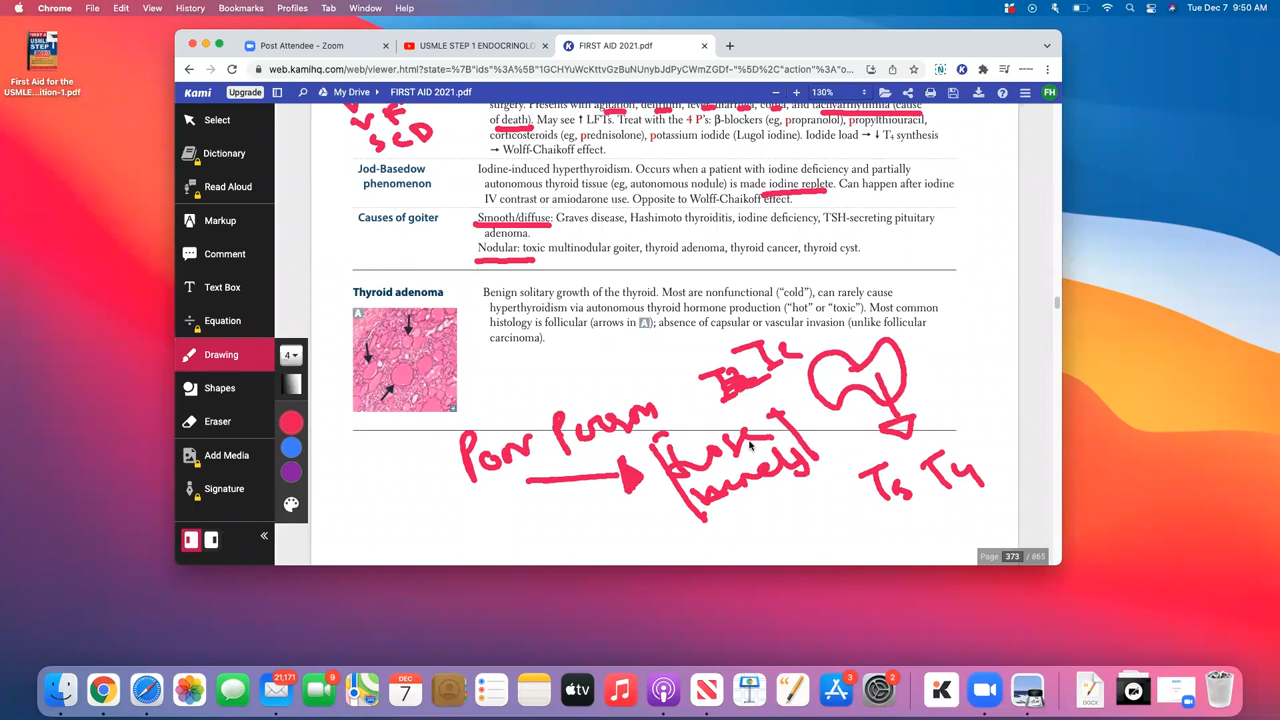 Chrome File Edit View History Bookmarks Profiles Tab Window Help
Tue Dec 7 9:50 AM
First Aid for the
USMLE...ition-1.pdf
Post Attendee - Zoom
USMLE STEP 1 ENDOCRINOL
FIRST AID 2021.pdf
web.kamihq.com/web/viewer.html?state=%7B"ids"%3A%5B"1GCHYuWcKttvGzBuNUnybJdPyCWmZGDf-"%5D%2C"action"%3A"o...
Kami Upgrade My Drive FIRST AID 2021.pdf 130% FH
Select
Dictionary
Read Aloud
Markup
Comment
Text Box
Equation
Drawing
Shapes
Eraser
Add Media
Signature
4
surgery. Presents with agitation, delirium, fever, diarrhea, coma, and tachyarrhythmia (cause
of death). May see ↑ LFTs. Treat with the 4 P's: β-blockers (eg, propranolol), propylthiouracil,
corticosteroids (eg, prednisolone), potassium iodide (Lugol iodine). Iodide load → ↓ T4 synthesis
→ Wolff-Chaikoff effect.
SCD
Jod-Basedow
phenomenon
Iodine-induced hyperthyroidism. Occurs when a patient with iodine deficiency and partially
autonomous thyroid tissue (eg, autonomous nodule) is made iodine replete. Can happen after iodine
IV contrast or amiodarone use. Opposite to Wolff-Chaikoff effect.
Causes of goiter
Smooth/diffuse: Graves disease, Hashimoto thyroiditis, iodine deficiency, TSH-secreting pituitary
adenoma.
Nodular: toxic multinodular goiter, thyroid adenoma, thyroid cancer, thyroid cyst.
Thyroid adenoma
A
Benign solitary growth of the thyroid. Most are nonfunctional ("cold"), can rarely cause
hyperthyroidism via autonomous thyroid hormone production ("hot" or "toxic"). Most common
histology is follicular (arrows in A); absence of capsular or vascular invasion (unlike follicular
carcinoma).
T3 T4
Page 373 / 865
21,171
9
DEC
7
tv
3
2
DOCX